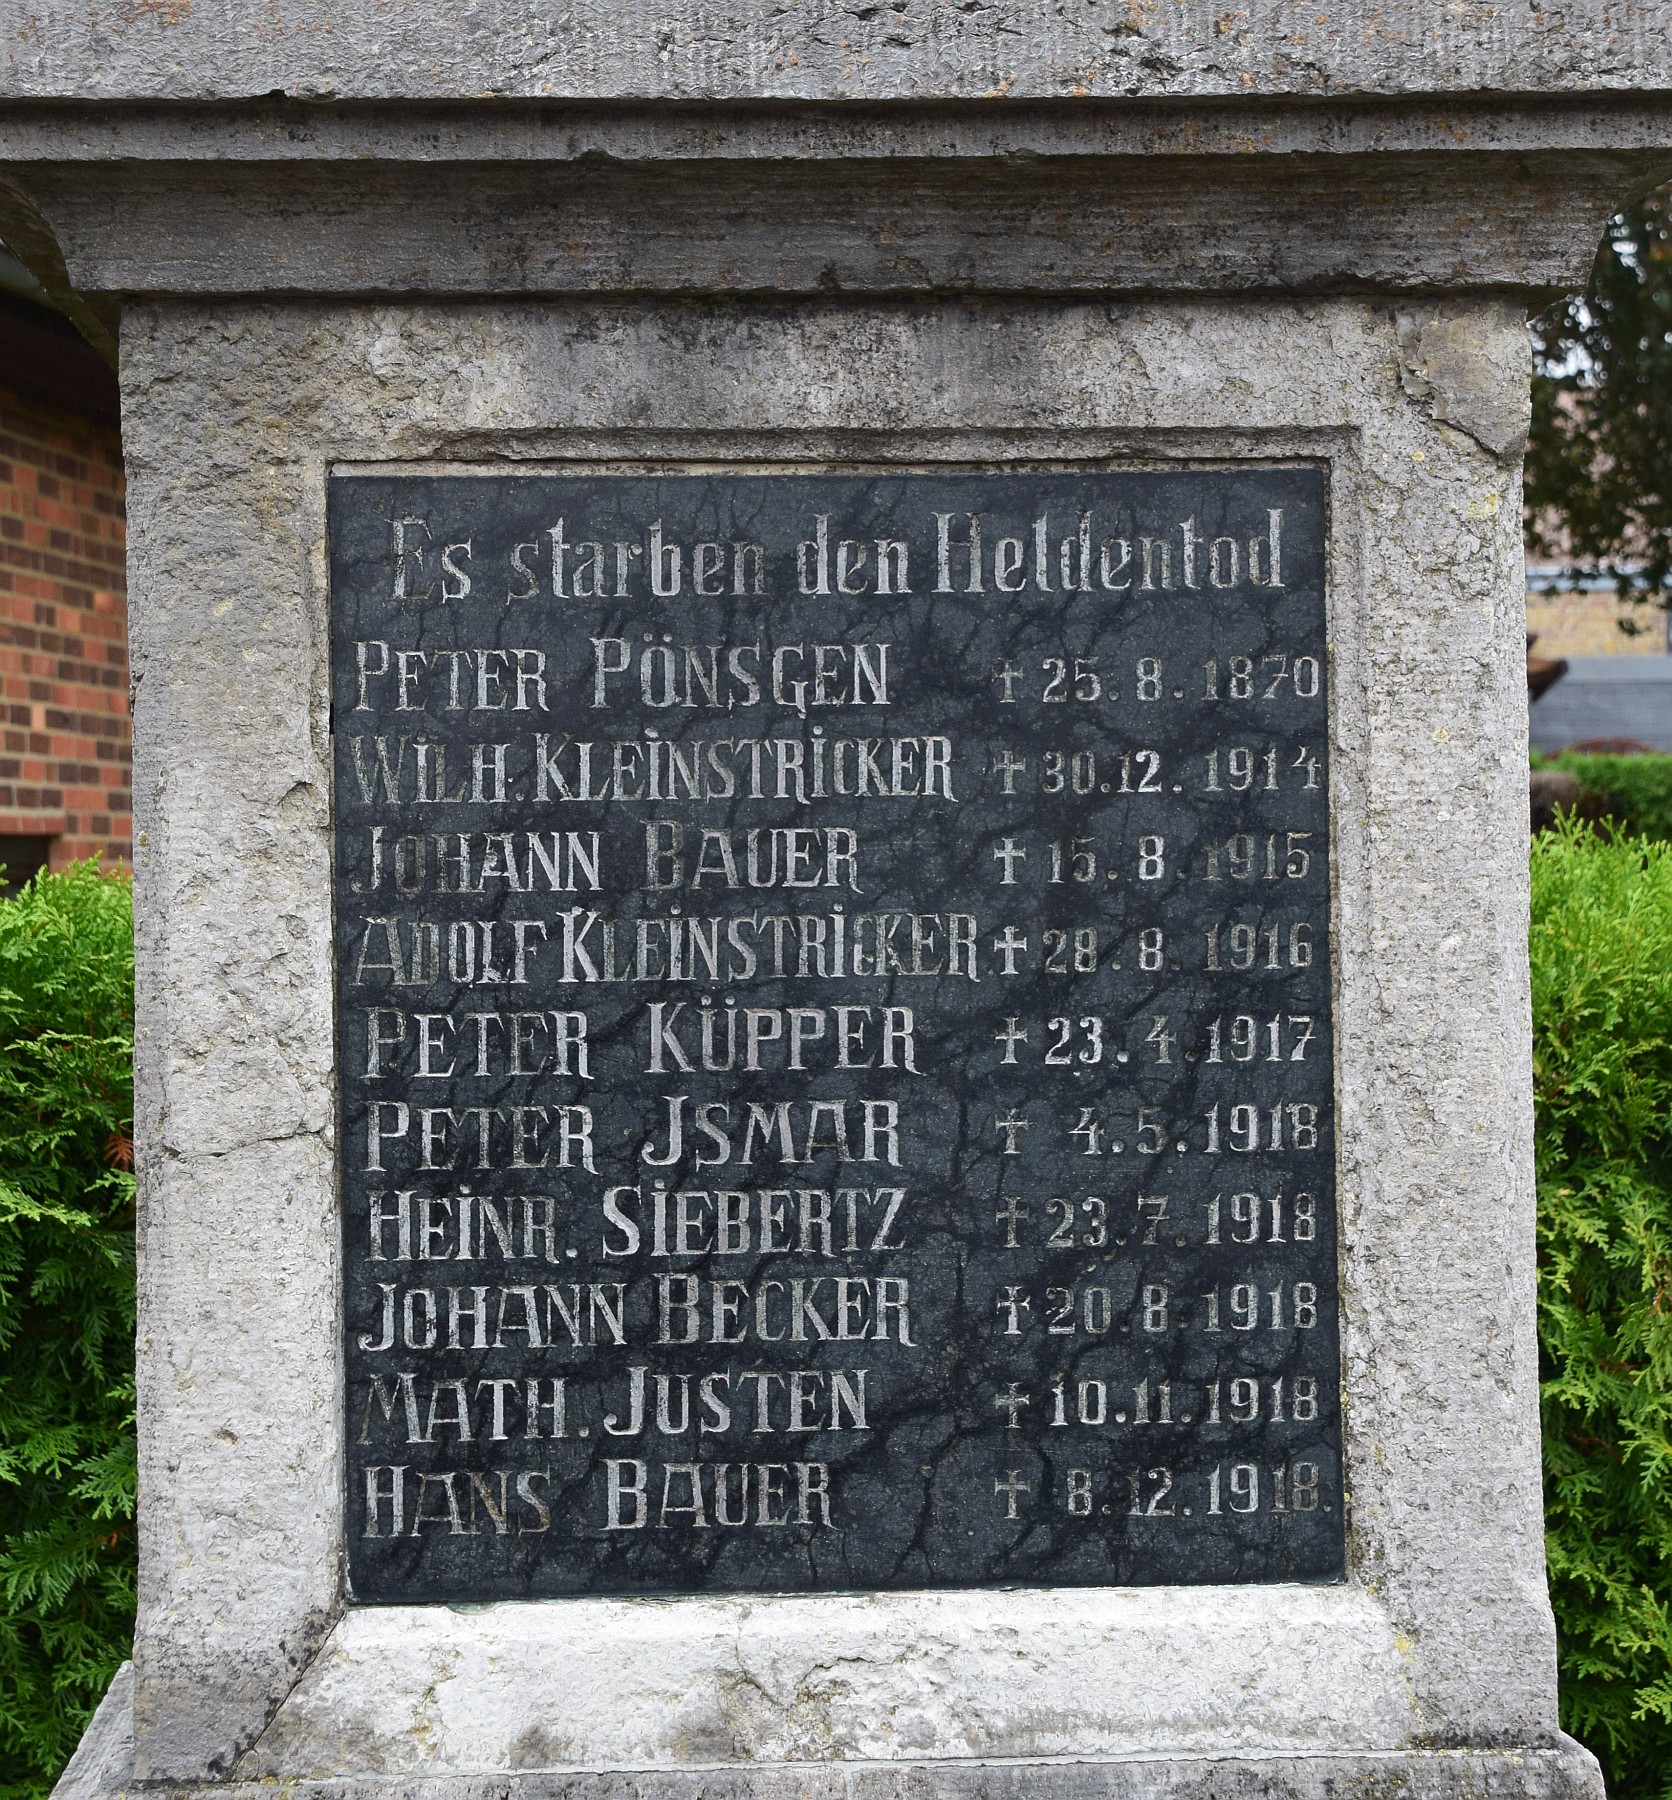 Es starben den Heldentod
PETER PÖNSGEN † 25. 8. 1870
WILH. KLEINSTRICKER † 30. 12. 1914
JOHANN BAUER † 15. 8. 1915
ADOLF KLEINSTRICKER † 28. 8. 1916
PETER KÜPPER † 23. 4. 1917
PETER JSMAR † 4. 5. 1918
HEINR. SIEBERTZ † 23. 7. 1918
JOHANN BECKER † 20. 8. 1918
MATH. JUSTEN † 10. 11. 1918
HANS BAUER † 8. 12. 1918.